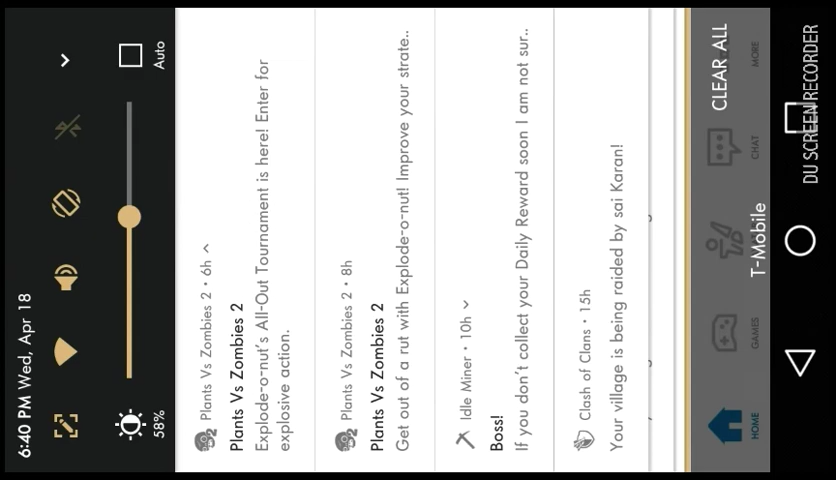 6:40 PM Wed, Apr 18
58%
Auto
Plants Vs Zombies 2 • 6h
Plants Vs Zombies 2
Explode-o-nut's All-Out Tournament is here! Enter for
explosive action.
Plants Vs Zombies 2 • 8h
Plants Vs Zombies 2
Get out of a rut with Explode-o-nut! Improve your strate..
Idle Miner • 10h
Boss!
If you don't collect your Daily Reward soon I am not sur..
Clash of Clans • 15h
Your village is being raided by sai Karan!
CLEAR ALL
HOME
GAMES
CHAT
MORE
T-Mobile
DU SCREEN RECORDER